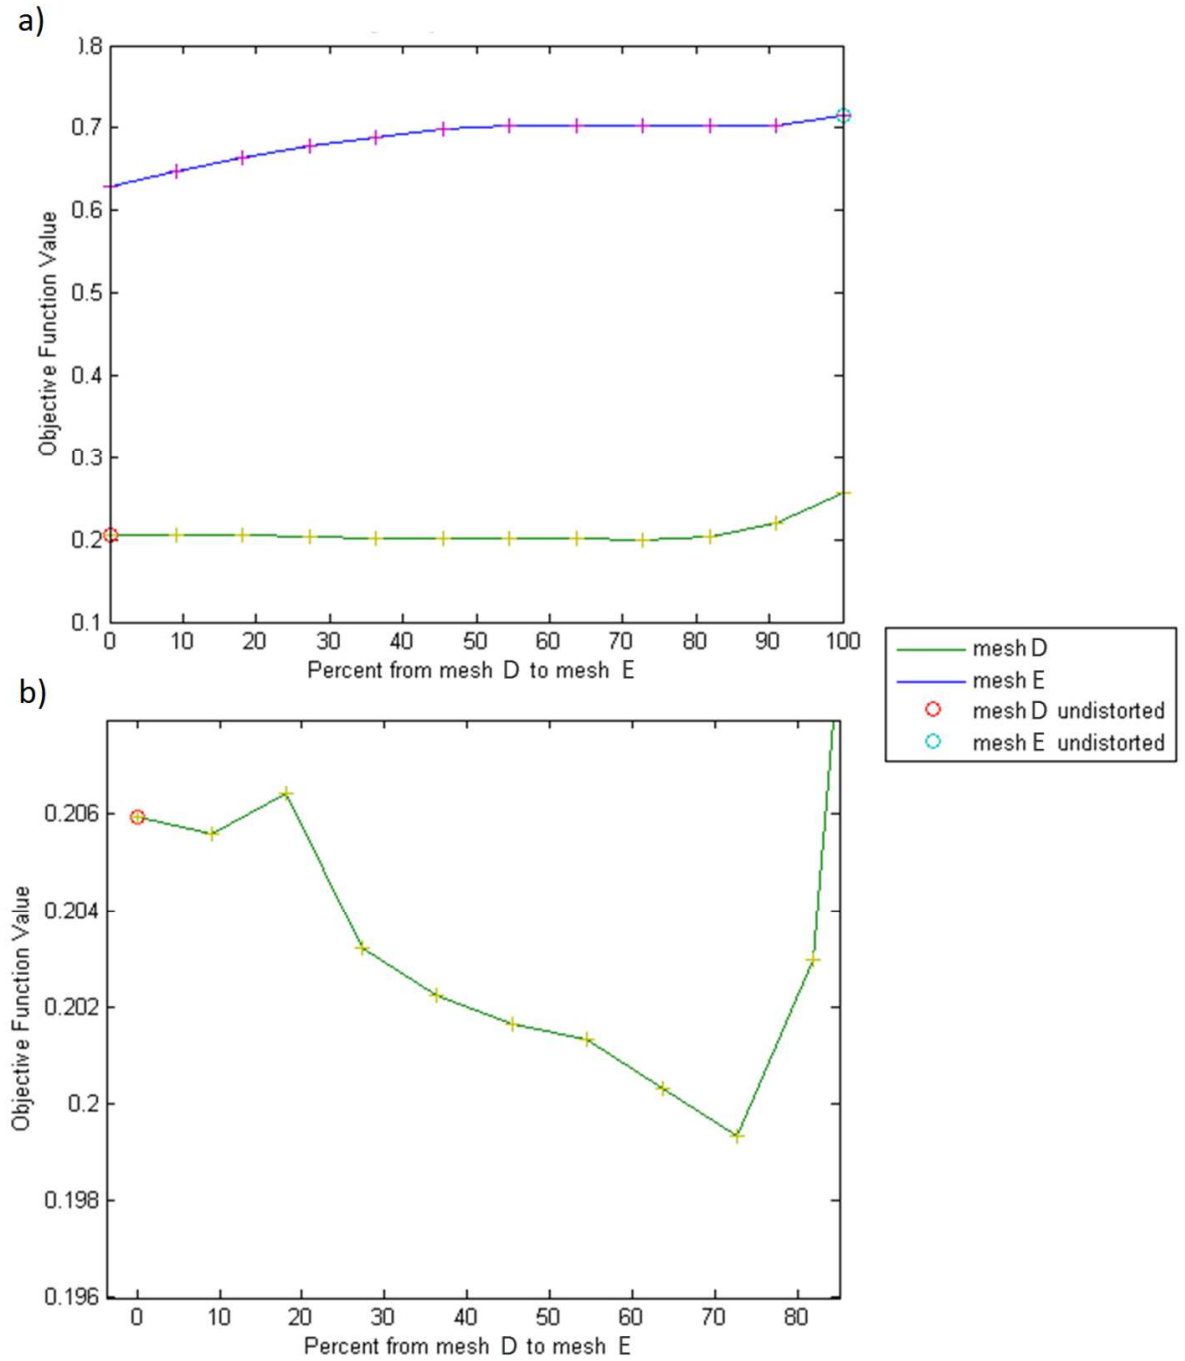 a)
).8
0.7
0.6
0.5
0.4
0.3
0.2
0.1
Objective Function Value
0 10 20 30 40 50 60 70 80 90 100
Percent from mesh D to mesh E
mesh D
mesh E
mesh D undistorted
mesh E undistorted
b)
0.206
0.204
0.202
0.2
0.198
0.196
Objective Function Value
0 10 20 30 40 50 60 70 80
Percent from mesh D to mesh E